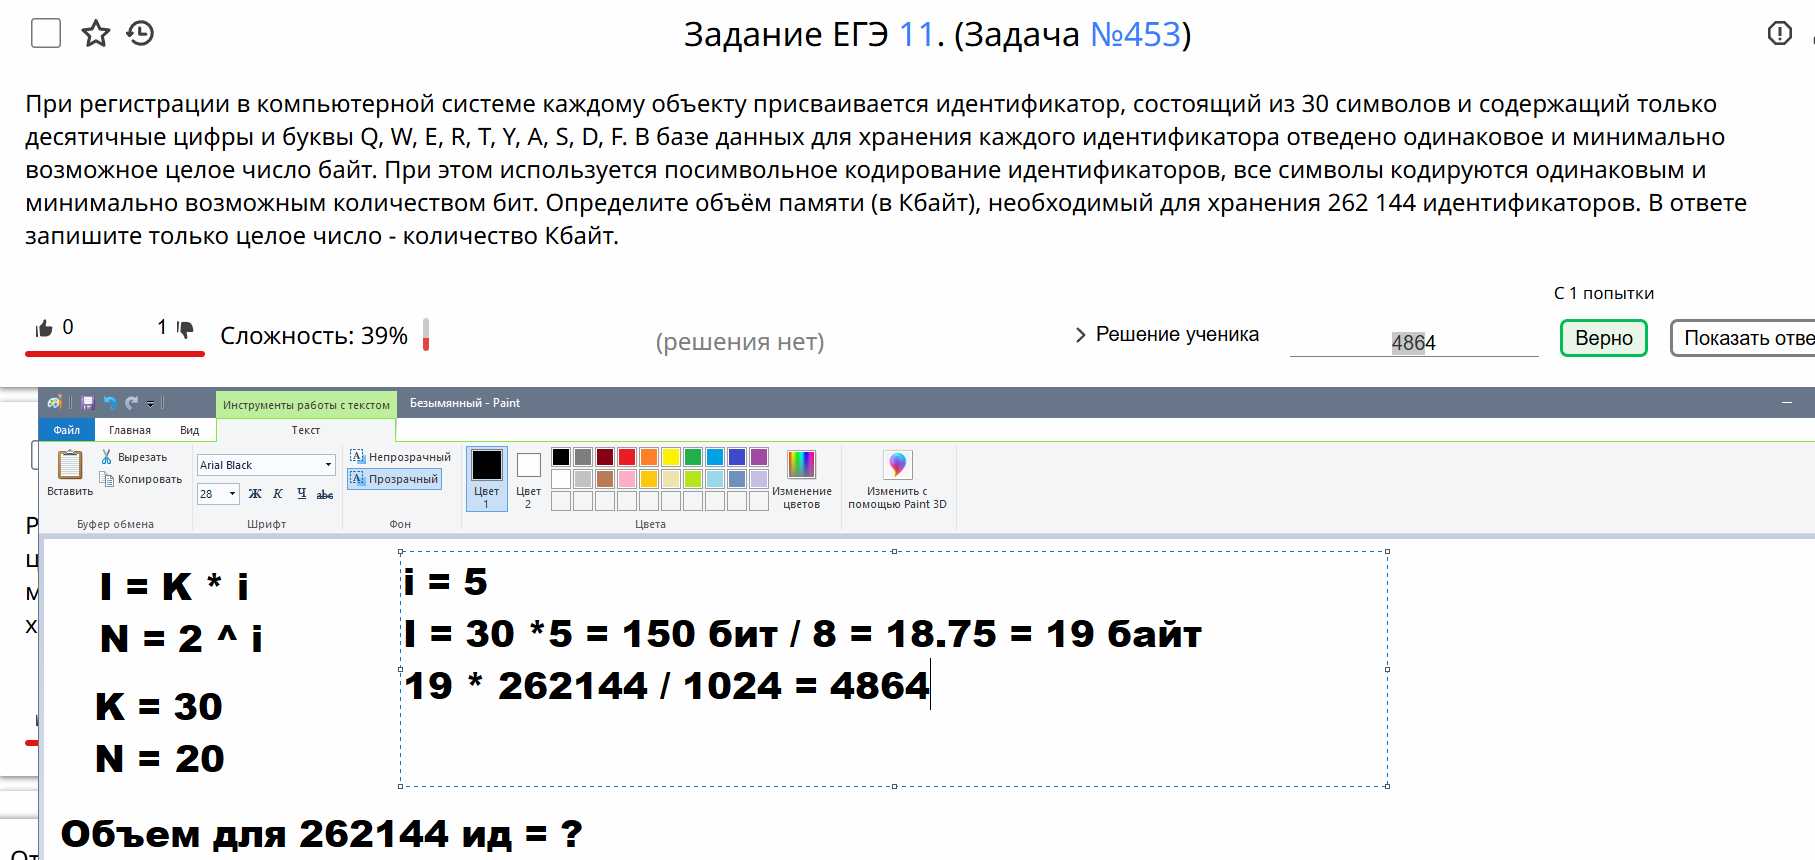 Задание ЕГЭ 11. (Задача №453)
При регистрации в компьютерной системе каждому объекту присваивается идентификатор, состоящий из 30 символов и содержащий только
десятичные цифры и буквы Q, W, E, R, T, Y, A, S, D, F. В базе данных для хранения каждого идентификатора отведено одинаковое и минимально
возможное целое число байт. При этом используется посимвольное кодирование идентификаторов, все символы кодируются одинаковым и
минимально возможным количеством бит. Определите объём памяти (в Кбайт), необходимый для хранения 262 144 идентификаторов. В ответе
запишите только целое число - количество Кбайт.
С 1 попытки
0 1 Сложность: 39% (решения нет) Решение ученика 4864 Верно Показать отве
Инструменты работы с текстом Безымянный - Paint
Файл Главная Вид Текст
Вставить Вырезать Копировать
Буфер обмена
Arial Black
28 Ж К Ч abc
Шрифт
Непрозрачный
Прозрачный
Фон
Цвет 1
Цвет 2
Изменение цветов
Цвета
Изменить с помощью Paint 3D
I = K * i
N = 2 ^ i
K = 30
N = 20
i = 5
I = 30 *5 = 150 бит / 8 = 18.75 = 19 байт
19 * 262144 / 1024 = 4864
Объем для 262144 ид = ?